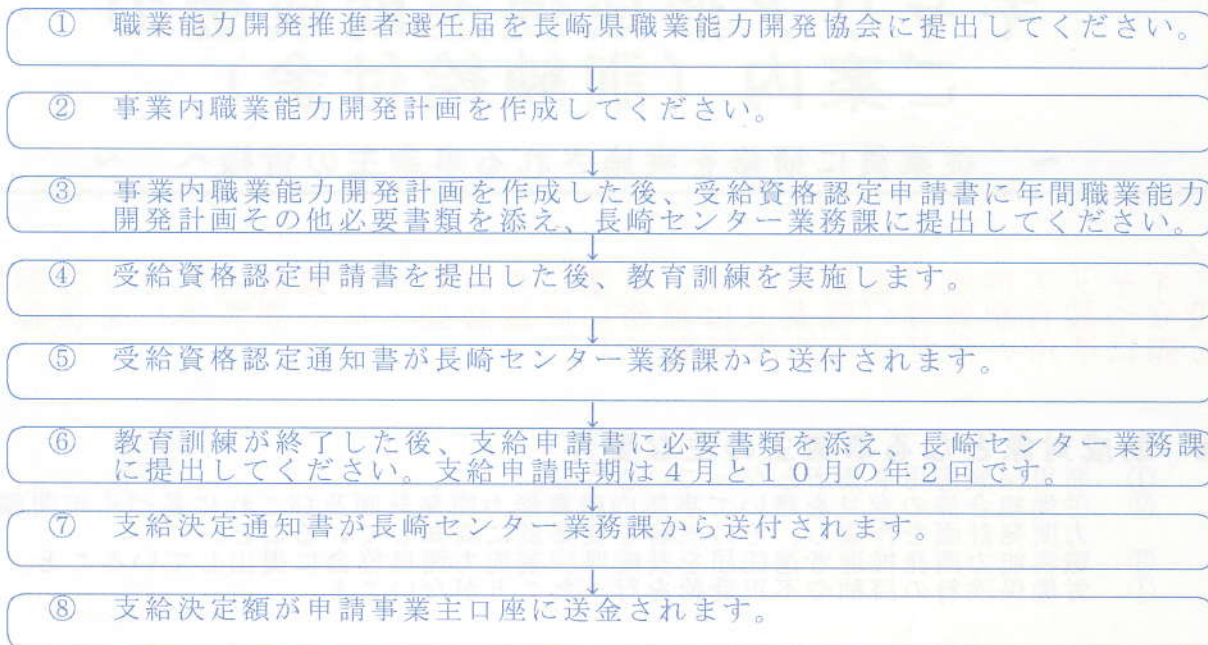 ① 職業能力開発推進者選任届を長崎県職業能力開発協会に提出してください。
↓
② 事業内職業能力開発計画を作成してください。
↓
③ 事業内職業能力開発計画を作成した後、受給資格認定申請書に年間職業能力
開発計画その他必要書類を添え、長崎センター業務課に提出してください。
↓
④ 受給資格認定申請書を提出した後、教育訓練を実施します。
↓
⑤ 受給資格認定通知書が長崎センター業務課から送付されます。
↓
⑥ 教育訓練が終了した後、支給申請書に必要書類を添え、長崎センター業務課
に提出してください。支給申請時期は4月と10月の年2回です。
↓
⑦ 支給決定通知書が長崎センター業務課から送付されます。
↓
⑧ 支給決定額が申請事業主口座に送金されます。